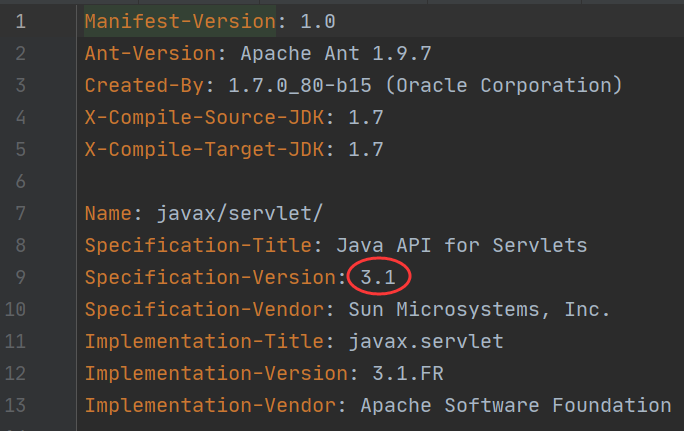 1 Manifest-Version: 1.0
2 Ant-Version: Apache Ant 1.9.7
3 Created-By: 1.7.0_80-b15 (Oracle Corporation)
4 X-Compile-Source-JDK: 1.7
5 X-Compile-Target-JDK: 1.7
6
7 Name: javax/servlet/
8 Specification-Title: Java API for Servlets
9 Specification-Version: 3.1
10 Specification-Vendor: Sun Microsystems, Inc.
11 Implementation-Title: javax.servlet
12 Implementation-Version: 3.1.FR
13 Implementation-Vendor: Apache Software Foundation